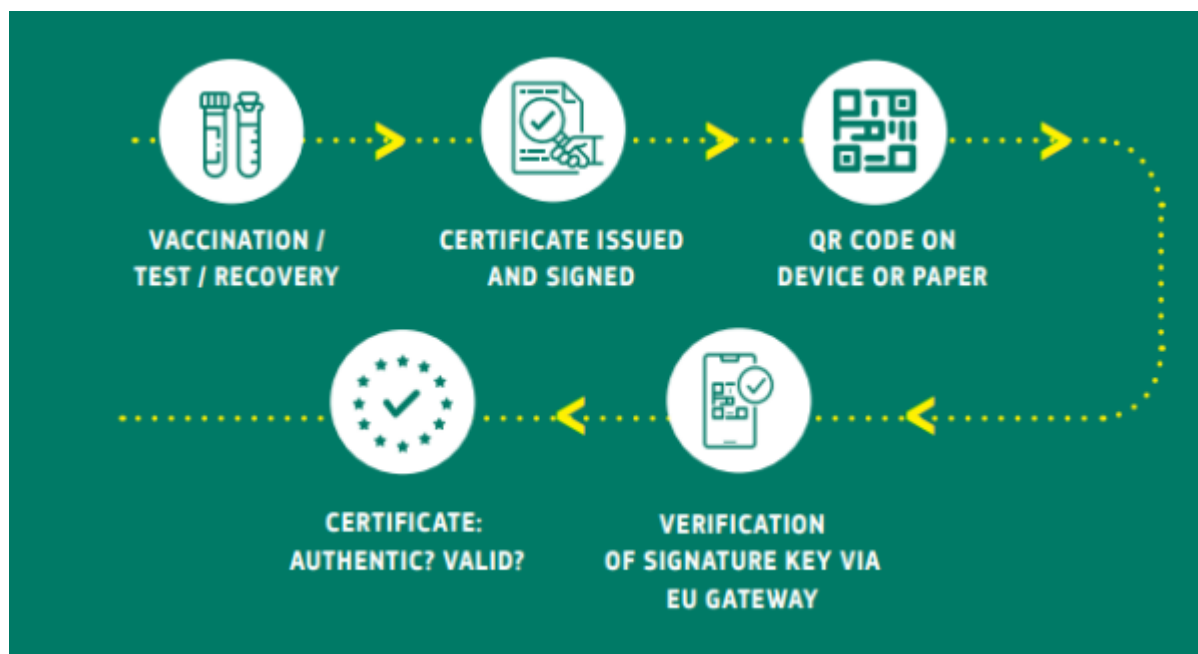 VACCINATION /
TEST / RECOVERY
CERTIFICATE ISSUED
AND SIGNED
QR CODE ON
DEVICE OR PAPER
VERIFICATION
OF SIGNATURE KEY VIA
EU GATEWAY
CERTIFICATE:
AUTHENTIC? VALID?